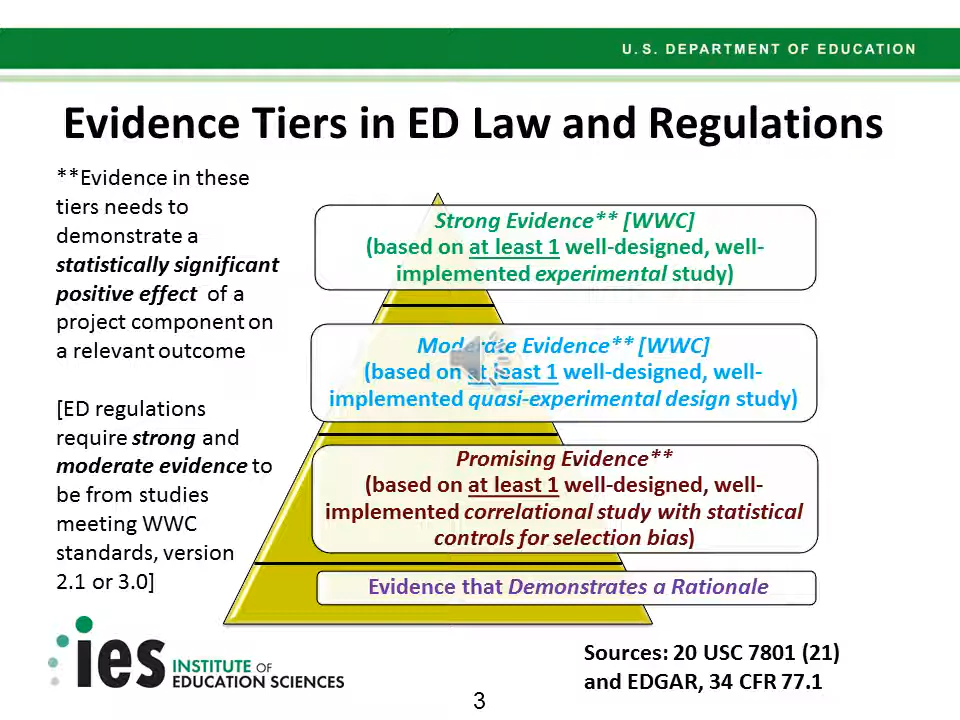 U.S. DEPARTMENT OF EDUCATION
Evidence Tiers in ED Law and Regulations
**Evidence in these
tiers needs to
demonstrate a
statistically significant
positive effect of a
project component on
a relevant outcome
[ED regulations
require strong and
moderate evidence to
be from studies
meeting WWC
standards, version
2.1 or 3.0]
Strong Evidence** [WWC]
(based on at least 1 well-designed, well-
implemented experimental study)
Moderate Evidence** [WWC]
(based on at least 1 well-designed, well-
implemented quasi-experimental design study)
Promising Evidence**
(based on at least 1 well-designed, well-
implemented correlational study with statistical
controls for selection bias)
Evidence that Demonstrates a Rationale
ies INSTITUTE OF
EDUCATION SCIENCES
Sources: 20 USC 7801 (21)
and EDGAR, 34 CFR 77.1
3